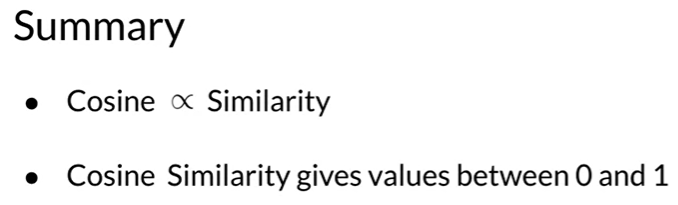 Summary
• Cosine ∝ Similarity
• Cosine Similarity gives values between 0 and 1